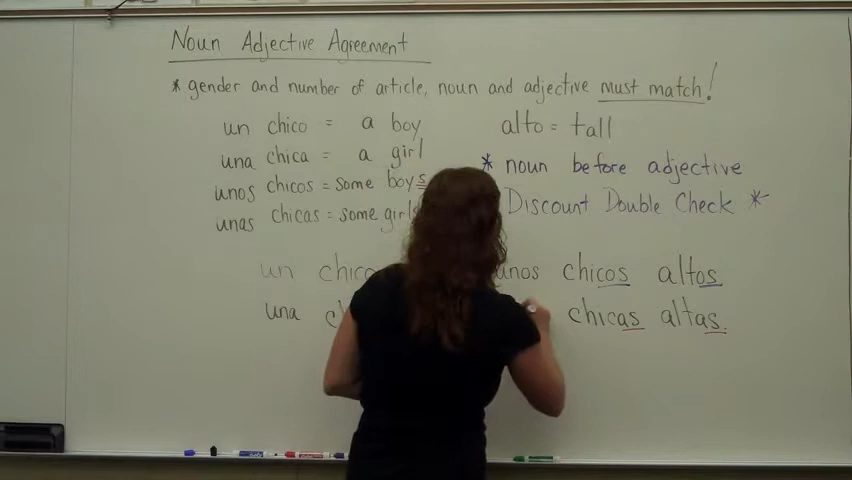 Noun Adjective Agreement
* gender and number of article, noun and adjective must match!
un chico = a boy
una chica = a girl
unos chicos = some boys
unas chicas = some girls
alto = tall
* noun before adjective
Discount Double Check *
un chico unos chicos altos
una chicas altas.